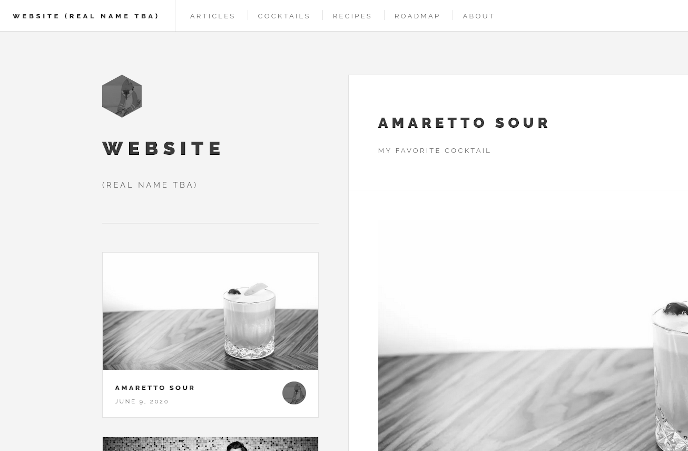 WEBSITE (REAL NAME TBA)
ARTICLES
COCKTAILS
RECIPES
ROADMAP
ABOUT
WEBSITE
(REAL NAME TBA)
AMARETTO SOUR
JUNE 9, 2020
AMARETTO SOUR
MY FAVORITE COCKTAIL